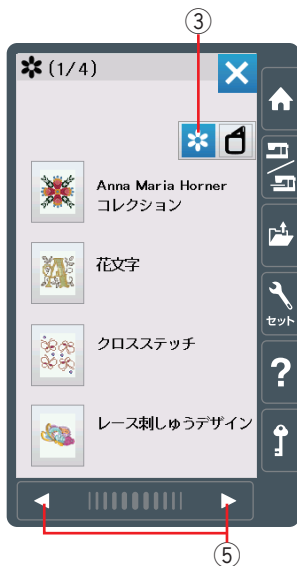 ③
(1/4)
Anna Maria Horner
コレクション
花文字
クロスステッチ
レース刺しゅうデザイン
セット
?
⑤